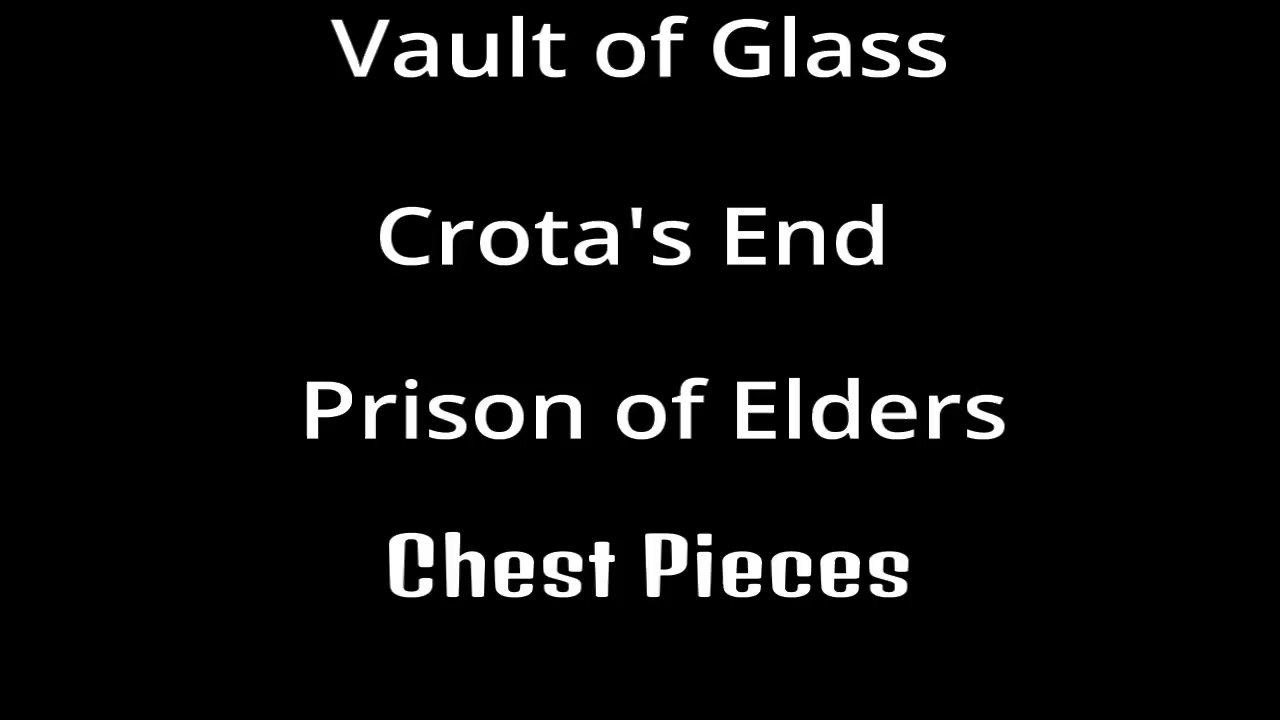 Vault of Glass
Crota's End
Prison of Elders
Chest Pieces